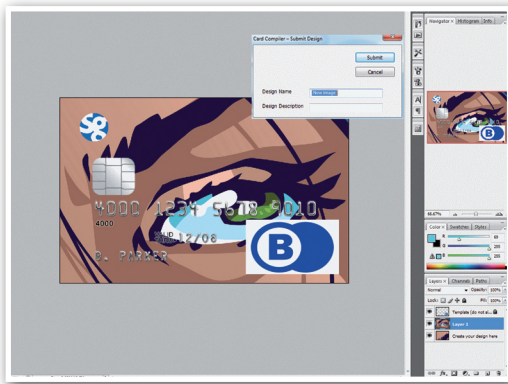 Card Compiler - Submit Design
Submit
Cancel
Design Name
New Image
Design Description
4000 1234 5678 9010
4000
VALID
12/08
B. PARKER
B
Navigator × Histogram Info
B
66.67%
Color × Swatches Styles
R
G
B
Layers × Channels Paths
Normal
Opacity: 100%
Lock:
Fill: 100%
Template (do not al...
Layer 1
Create your design here